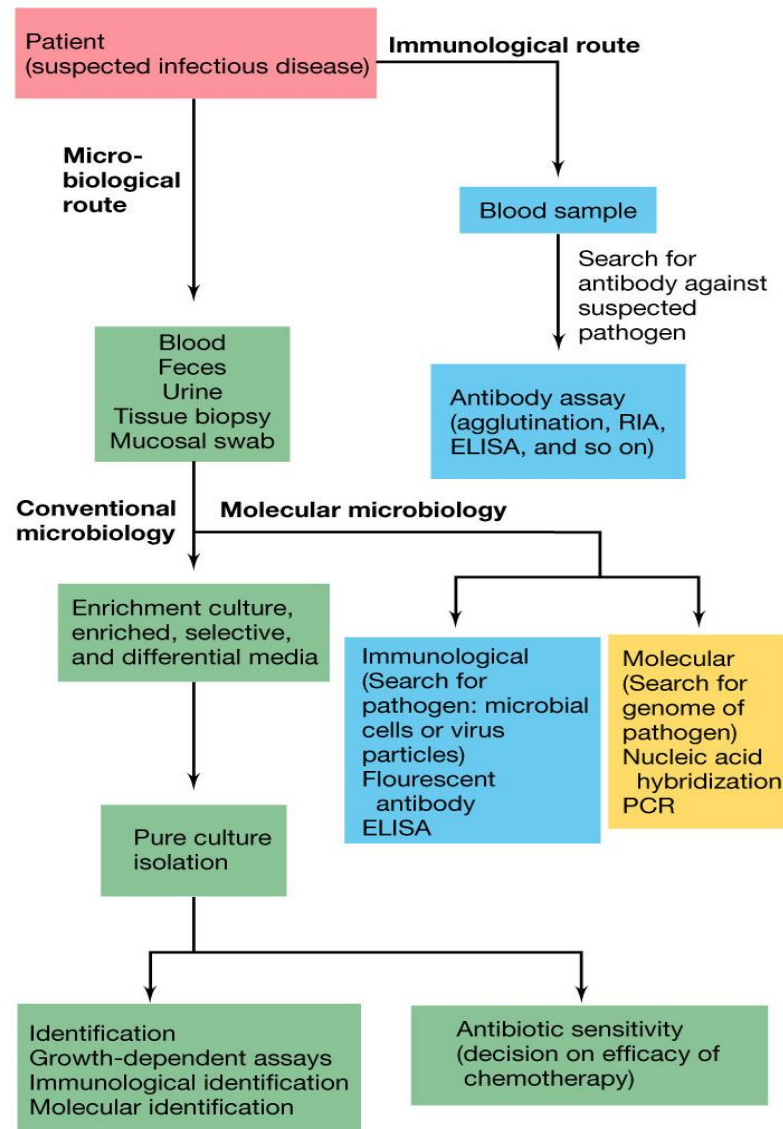 Patient
(suspected infectious disease)
Immunological route
Micro-
biological
route
Blood sample
Search for
antibody against
suspected
pathogen
Blood
Feces
Urine
Tissue biopsy
Mucosal swab
Antibody assay
(agglutination, RIA,
ELISA, and so on)
Conventional
microbiology
Molecular microbiology
Enrichment culture,
enriched, selective,
and differential media
Immunological
(Search for
pathogen: microbial
cells or virus
particles)
Flourescent
antibody
ELISA
Molecular
(Search for
genome of
pathogen)
Nucleic acid
hybridization
PCR
Pure culture
isolation
Identification
Growth-dependent assays
Immunological identification
Molecular identification
Antibiotic sensitivity
(decision on efficacy of
chemotherapy)